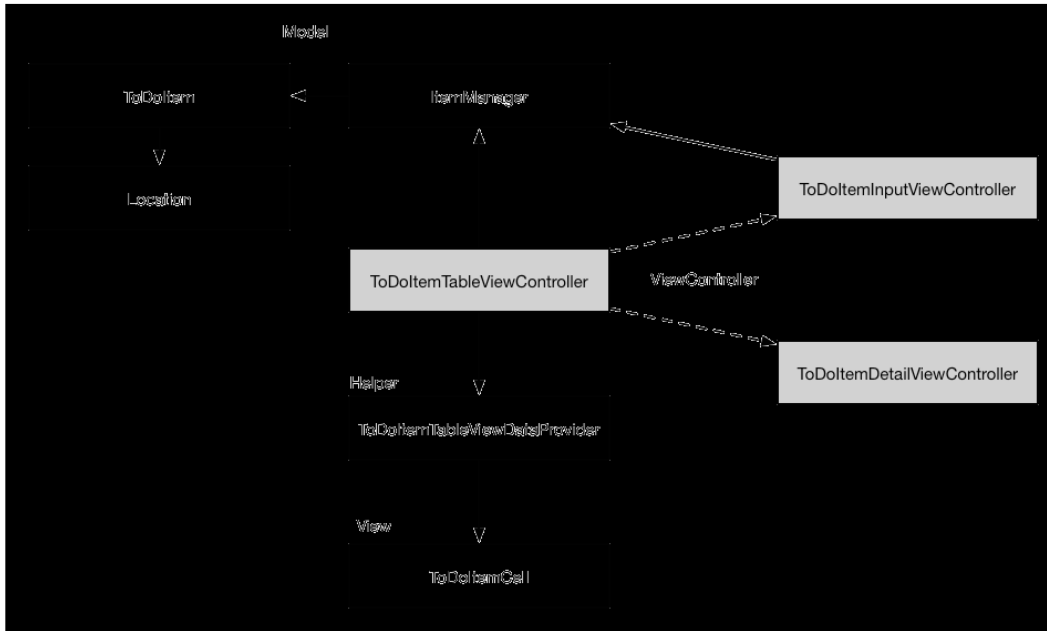 Model
ToDoItem
ItemManager
Location
ToDoItemInputViewController
ToDoItemTableViewController
ViewController
ToDoItemDetailViewController
Helper
ToDoItemTableViewDataProvider
View
ToDoItemCell